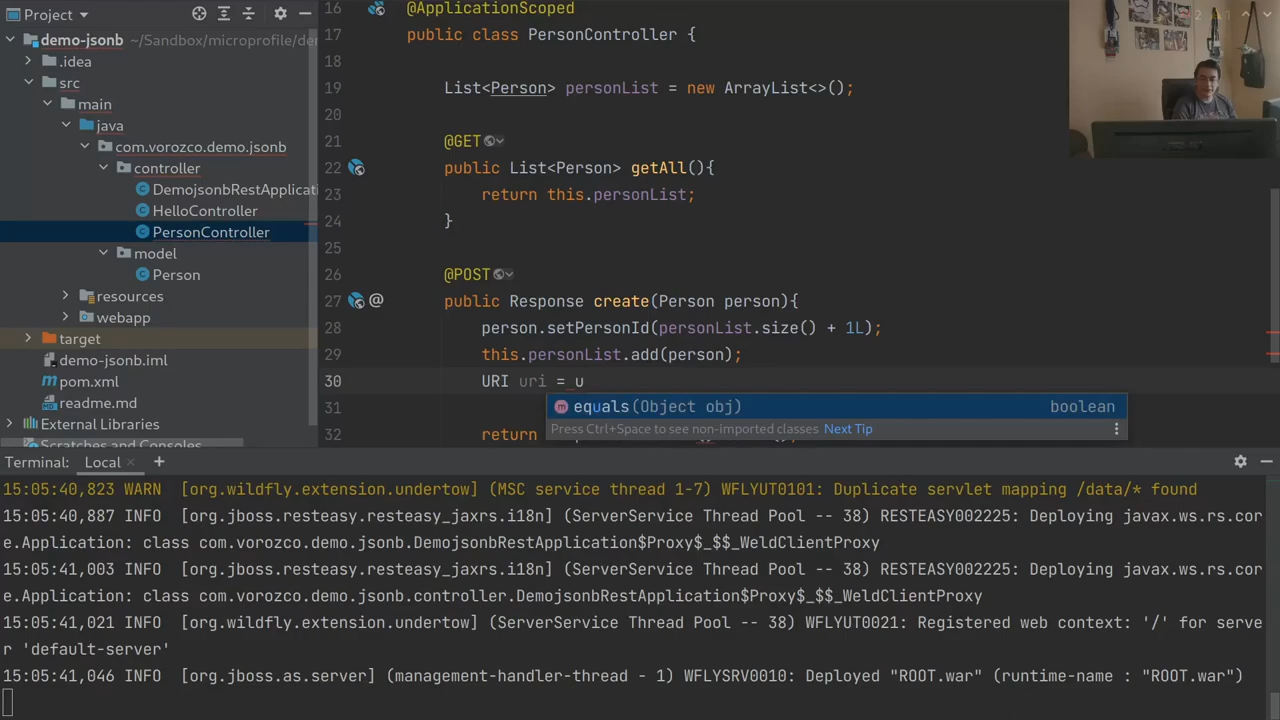 Project
demo-jsonb ~/Sandbox/microprofile/de
.idea
src
main
java
com.vorozco.demo.jsonb
controller
DemojsonbRestApplicati
HelloController
PersonController
model
Person
resources
webapp
target
demo-jsonb.iml
pom.xml
readme.md
External Libraries
Scratches and Consoles
16 @ApplicationScoped
17 public class PersonController {
18
19 List<Person> personList = new ArrayList<>();
20
21 @GET
22 public List<Person> getAll(){
23 return this.personList;
24 }
25
26 @POST
27 public Response create(Person person){
28 person.setPersonId(personList.size() + 1L);
29 this.personList.add(person);
30 URI uri = u
31
32 return
equals(Object obj) boolean
Press Ctrl+Space to see non-imported classes Next Tip
Terminal: Local
15:05:40,823 WARN [org.wildfly.extension.undertow] (MSC service thread 1-7) WFLYUT0101: Duplicate servlet mapping /data/* found
15:05:40,887 INFO [org.jboss.resteasy.resteasy_jaxrs.i18n] (ServerService Thread Pool -- 38) RESTEASY002225: Deploying javax.ws.rs.cor
e.Application: class com.vorozco.demo.jsonb.DemojsonbRestApplication$Proxy$_$$_WeldClientProxy
15:05:41,003 INFO [org.jboss.resteasy.resteasy_jaxrs.i18n] (ServerService Thread Pool -- 38) RESTEASY002225: Deploying javax.ws.rs.cor
e.Application: class com.vorozco.demo.jsonb.controller.DemojsonbRestApplication$Proxy$_$$_WeldClientProxy
15:05:41,021 INFO [org.wildfly.extension.undertow] (ServerService Thread Pool -- 38) WFLYUT0021: Registered web context: '/' for serve
r 'default-server'
15:05:41,046 INFO [org.jboss.as.server] (management-handler-thread - 1) WFLYSRV0010: Deployed "ROOT.war" (runtime-name : "ROOT.war")